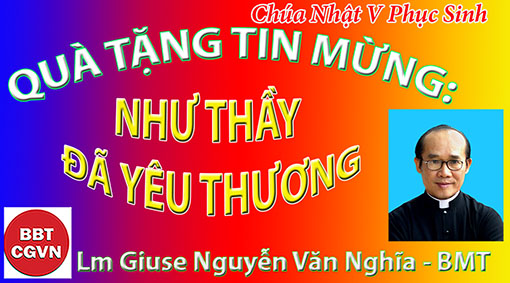 Chúa Nhật V Phục Sinh
QUÀ TẶNG TIN MỪNG:
NHƯ THẦY
ĐÃ YÊU THƯƠNG
BBT
CGVN
Lm Giuse Nguyễn Văn Nghĩa - BMT